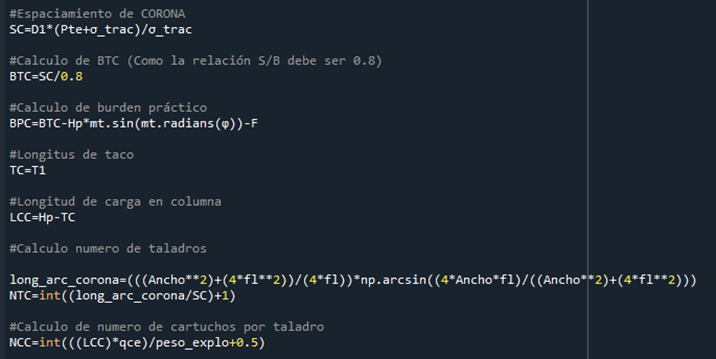 #Espaciamiento de CORONA
SC=D1*(Pte+σ_trac)/σ_trac
#Calculo de BTC (Como la relación S/B debe ser 0.8)
BTC=SC/0.8
#Calculo de burden práctico
BPC=BTC-Hp*mt.sin(mt.radians(φ))-F
#Longitus de taco
TC=T1
#Longitud de carga en columna
LCC=Hp-TC
#Calculo numero de taladros
long_arc_corona=(((Ancho**2)+(4*fl**2))/(4*fl))*np.arcsin((4*Ancho*fl)/((Ancho**2)+(4*fl**2)))
NTC=int((long_arc_corona/SC)+1)
#Calculo de numero de cartuchos por taladro
NCC=int(((LCC)*qce)/peso_explo+0.5)